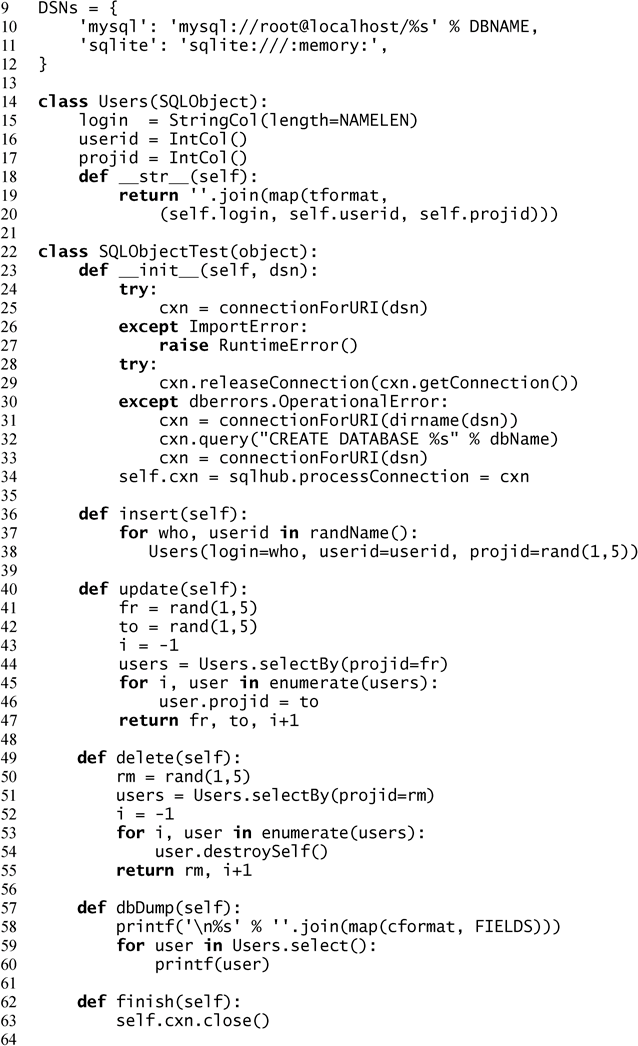 9 DSNs = {
10     'mysql': 'mysql://root@localhost/%s' % DBNAME,
11     'sqlite': 'sqlite:///:memory:',
12 }
13
14 class Users(SQLObject):
15     login  = StringCol(length=NAMELEN)
16     userid = IntCol()
17     projid = IntCol()
18     def __str__(self):
19         return ''.join(map(tformat,
20             (self.login, self.userid, self.projid)))
21
22 class SQLObjectTest(object):
23     def __init__(self, dsn):
24         try:
25             cxn = connectionForURI(dsn)
26         except ImportError:
27             raise RuntimeError()
28         try:
29             cxn.releaseConnection(cxn.getConnection())
30         except dberrors.OperationalError:
31             cxn = connectionForURI(dirname(dsn))
32             cxn.query("CREATE DATABASE %s" % dbName)
33             cxn = connectionForURI(dsn)
34         self.cxn = sqlhub.processConnection = cxn
35
36     def insert(self):
37         for who, userid in randName():
38            Users(login=who, userid=userid, projid=rand(1,5))
39
40     def update(self):
41         fr = rand(1,5)
42         to = rand(1,5)
43         i = -1
44         users = Users.selectBy(projid=fr)
45         for i, user in enumerate(users):
46             user.projid = to
47         return fr, to, i+1
48
49     def delete(self):
50         rm = rand(1,5)
51         users = Users.selectBy(projid=rm)
52         i = -1
53         for i, user in enumerate(users):
54             user.destroySelf()
55         return rm, i+1
56
57     def dbDump(self):
58         printf('\n%s' % ''.join(map(cformat, FIELDS)))
59         for user in Users.select():
60             printf(user)
61
62     def finish(self):
63         self.cxn.close()
64